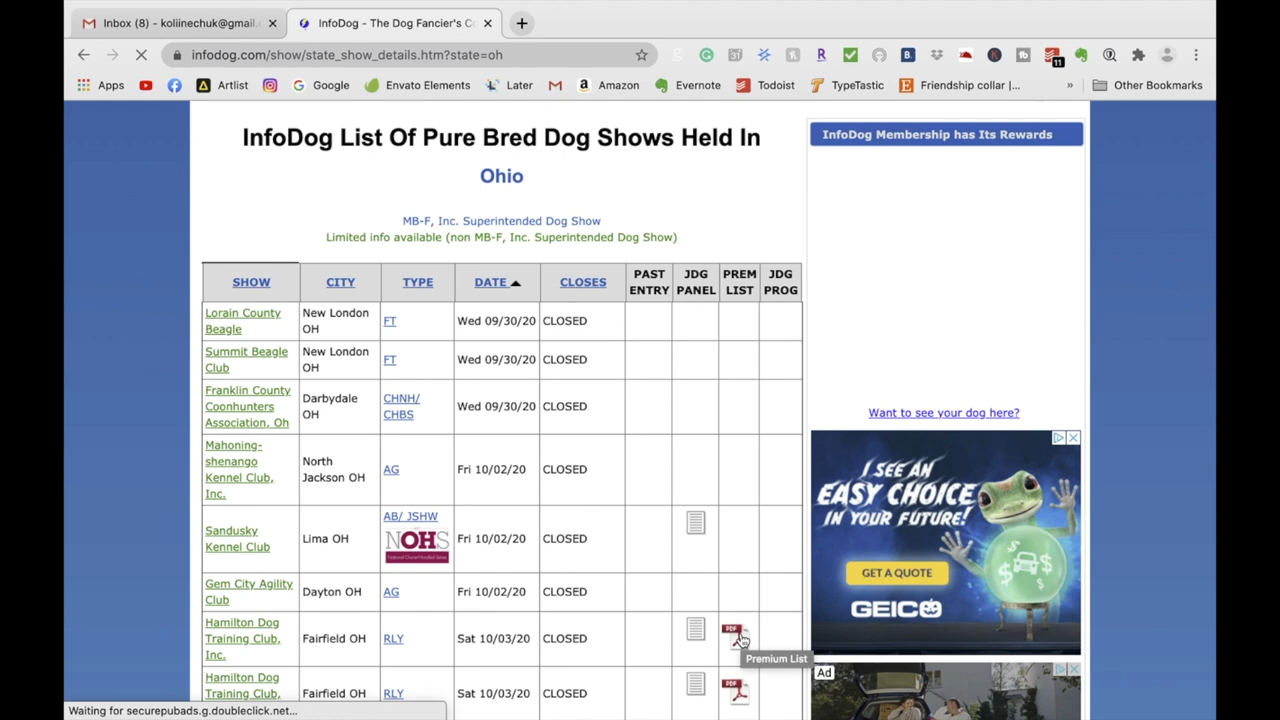 Inbox (8) - koliinechuk@gmail.
InfoDog - The Dog Fancier's Co
infodog.com/show/state_show_details.htm?state=oh
11
Apps
Artlist
Google
Envato Elements
Later
Amazon
Evernote
Todoist
TypeTastic
Friendship collar |...
»
Other Bookmarks
InfoDog List Of Pure Bred Dog Shows Held In
Ohio
MB-F, Inc. Superintended Dog Show
Limited info available (non MB-F, Inc. Superintended Dog Show)
SHOW CITY TYPE DATE CLOSES PAST ENTRY JDG PANEL PREM LIST JDG PROG
Lorain County Beagle New London OH FT Wed 09/30/20 CLOSED
Summit Beagle Club New London OH FT Wed 09/30/20 CLOSED
Franklin County Coonhunters Association, Oh Darbydale OH CHNH/ CHBS Wed 09/30/20 CLOSED
Mahoning-shenango Kennel Club, Inc. North Jackson OH AG Fri 10/02/20 CLOSED
Sandusky Kennel Club Lima OH AB/ JSHW NOHS Fri 10/02/20 CLOSED
Gem City Agility Club Dayton OH AG Fri 10/02/20 CLOSED
Hamilton Dog Training Club, Inc. Fairfield OH RLY Sat 10/03/20 CLOSED PDF
Premium List
Hamilton Dog Training Club, Fairfield OH RLY Sat 10/03/20 CLOSED PDF
InfoDog Membership has Its Rewards
Want to see your dog here?
I SEE AN
EASY CHOICE
IN YOUR FUTURE!
GET A QUOTE
GEICO
Ad
Waiting for securepubads.g.doubleclick.net...